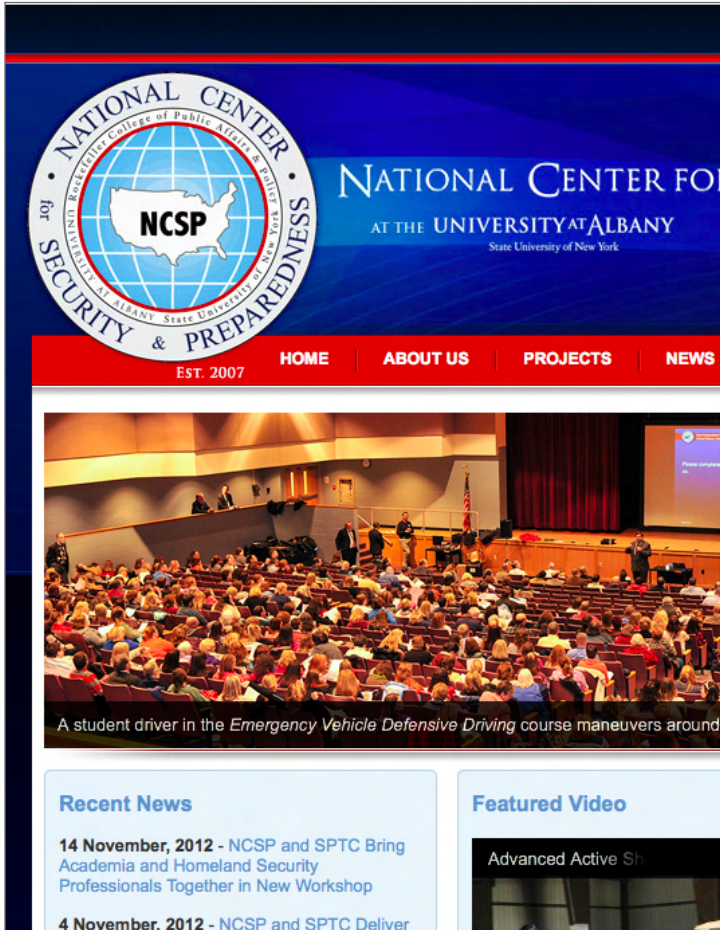 NATIONAL CENTER
for SECURITY & PREPAREDNESS
Rockefeller College of Public Affairs & Policy
UNIVERSITY AT ALBANY State University of New York
NCSP
EST. 2007
NATIONAL CENTER FO
AT THE UNIVERSITY AT ALBANY
State University of New York
HOME ABOUT US PROJECTS NEWS
Please complete
A student driver in the Emergency Vehicle Defensive Driving course maneuvers around
Recent News
14 November, 2012 - NCSP and SPTC Bring
Academia and Homeland Security
Professionals Together in New Workshop
4 November, 2012 - NCSP and SPTC Deliver
Featured Video
Advanced Active Sh